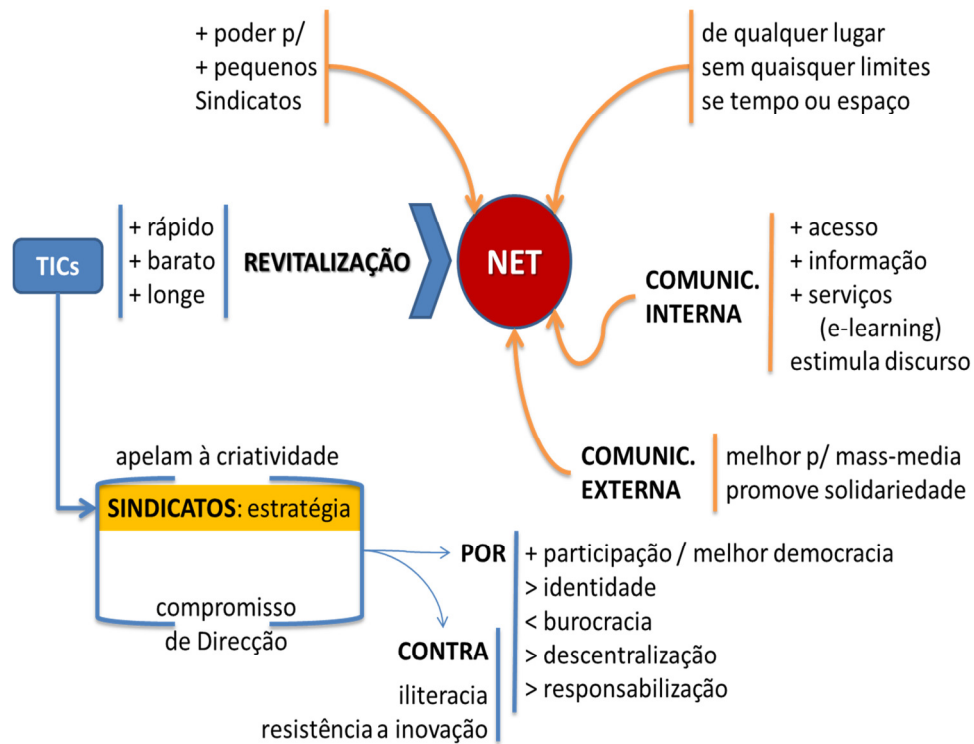 + poder p/
+ pequenos
Sindicatos
de qualquer lugar
sem quaisquer limites
se tempo ou espaço
TICs
+ rápido
+ barato
+ longe
REVITALIZAÇÃO
NET
COMUNIC.
INTERNA
+ acesso
+ informação
+ serviços
(e-learning)
estimula discurso
COMUNIC.
EXTERNA
melhor p/ mass-media
promove solidariedade
apelam à criatividade
SINDICATOS: estratégia
compromisso
de Direcção
POR
+ participação / melhor democracia
> identidade
< burocracia
> descentralização
> responsabilização
CONTRA
iliteracia
resistência a inovação